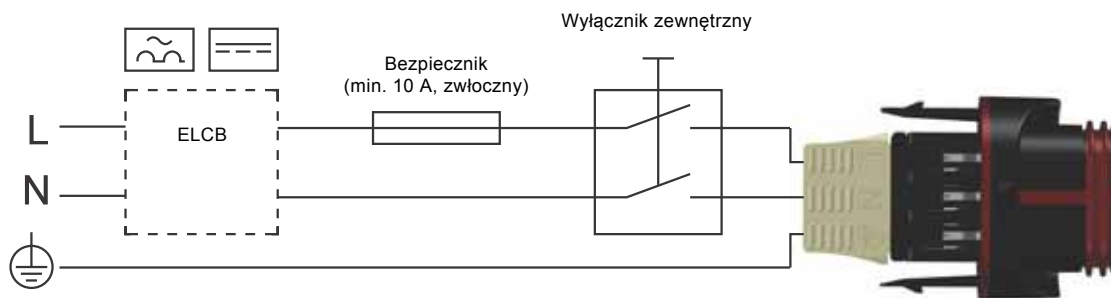 Wyłącznik zewnętrzny
Bezpiecznik
(min. 10 A, zwłoczny)
L
ELCB
N